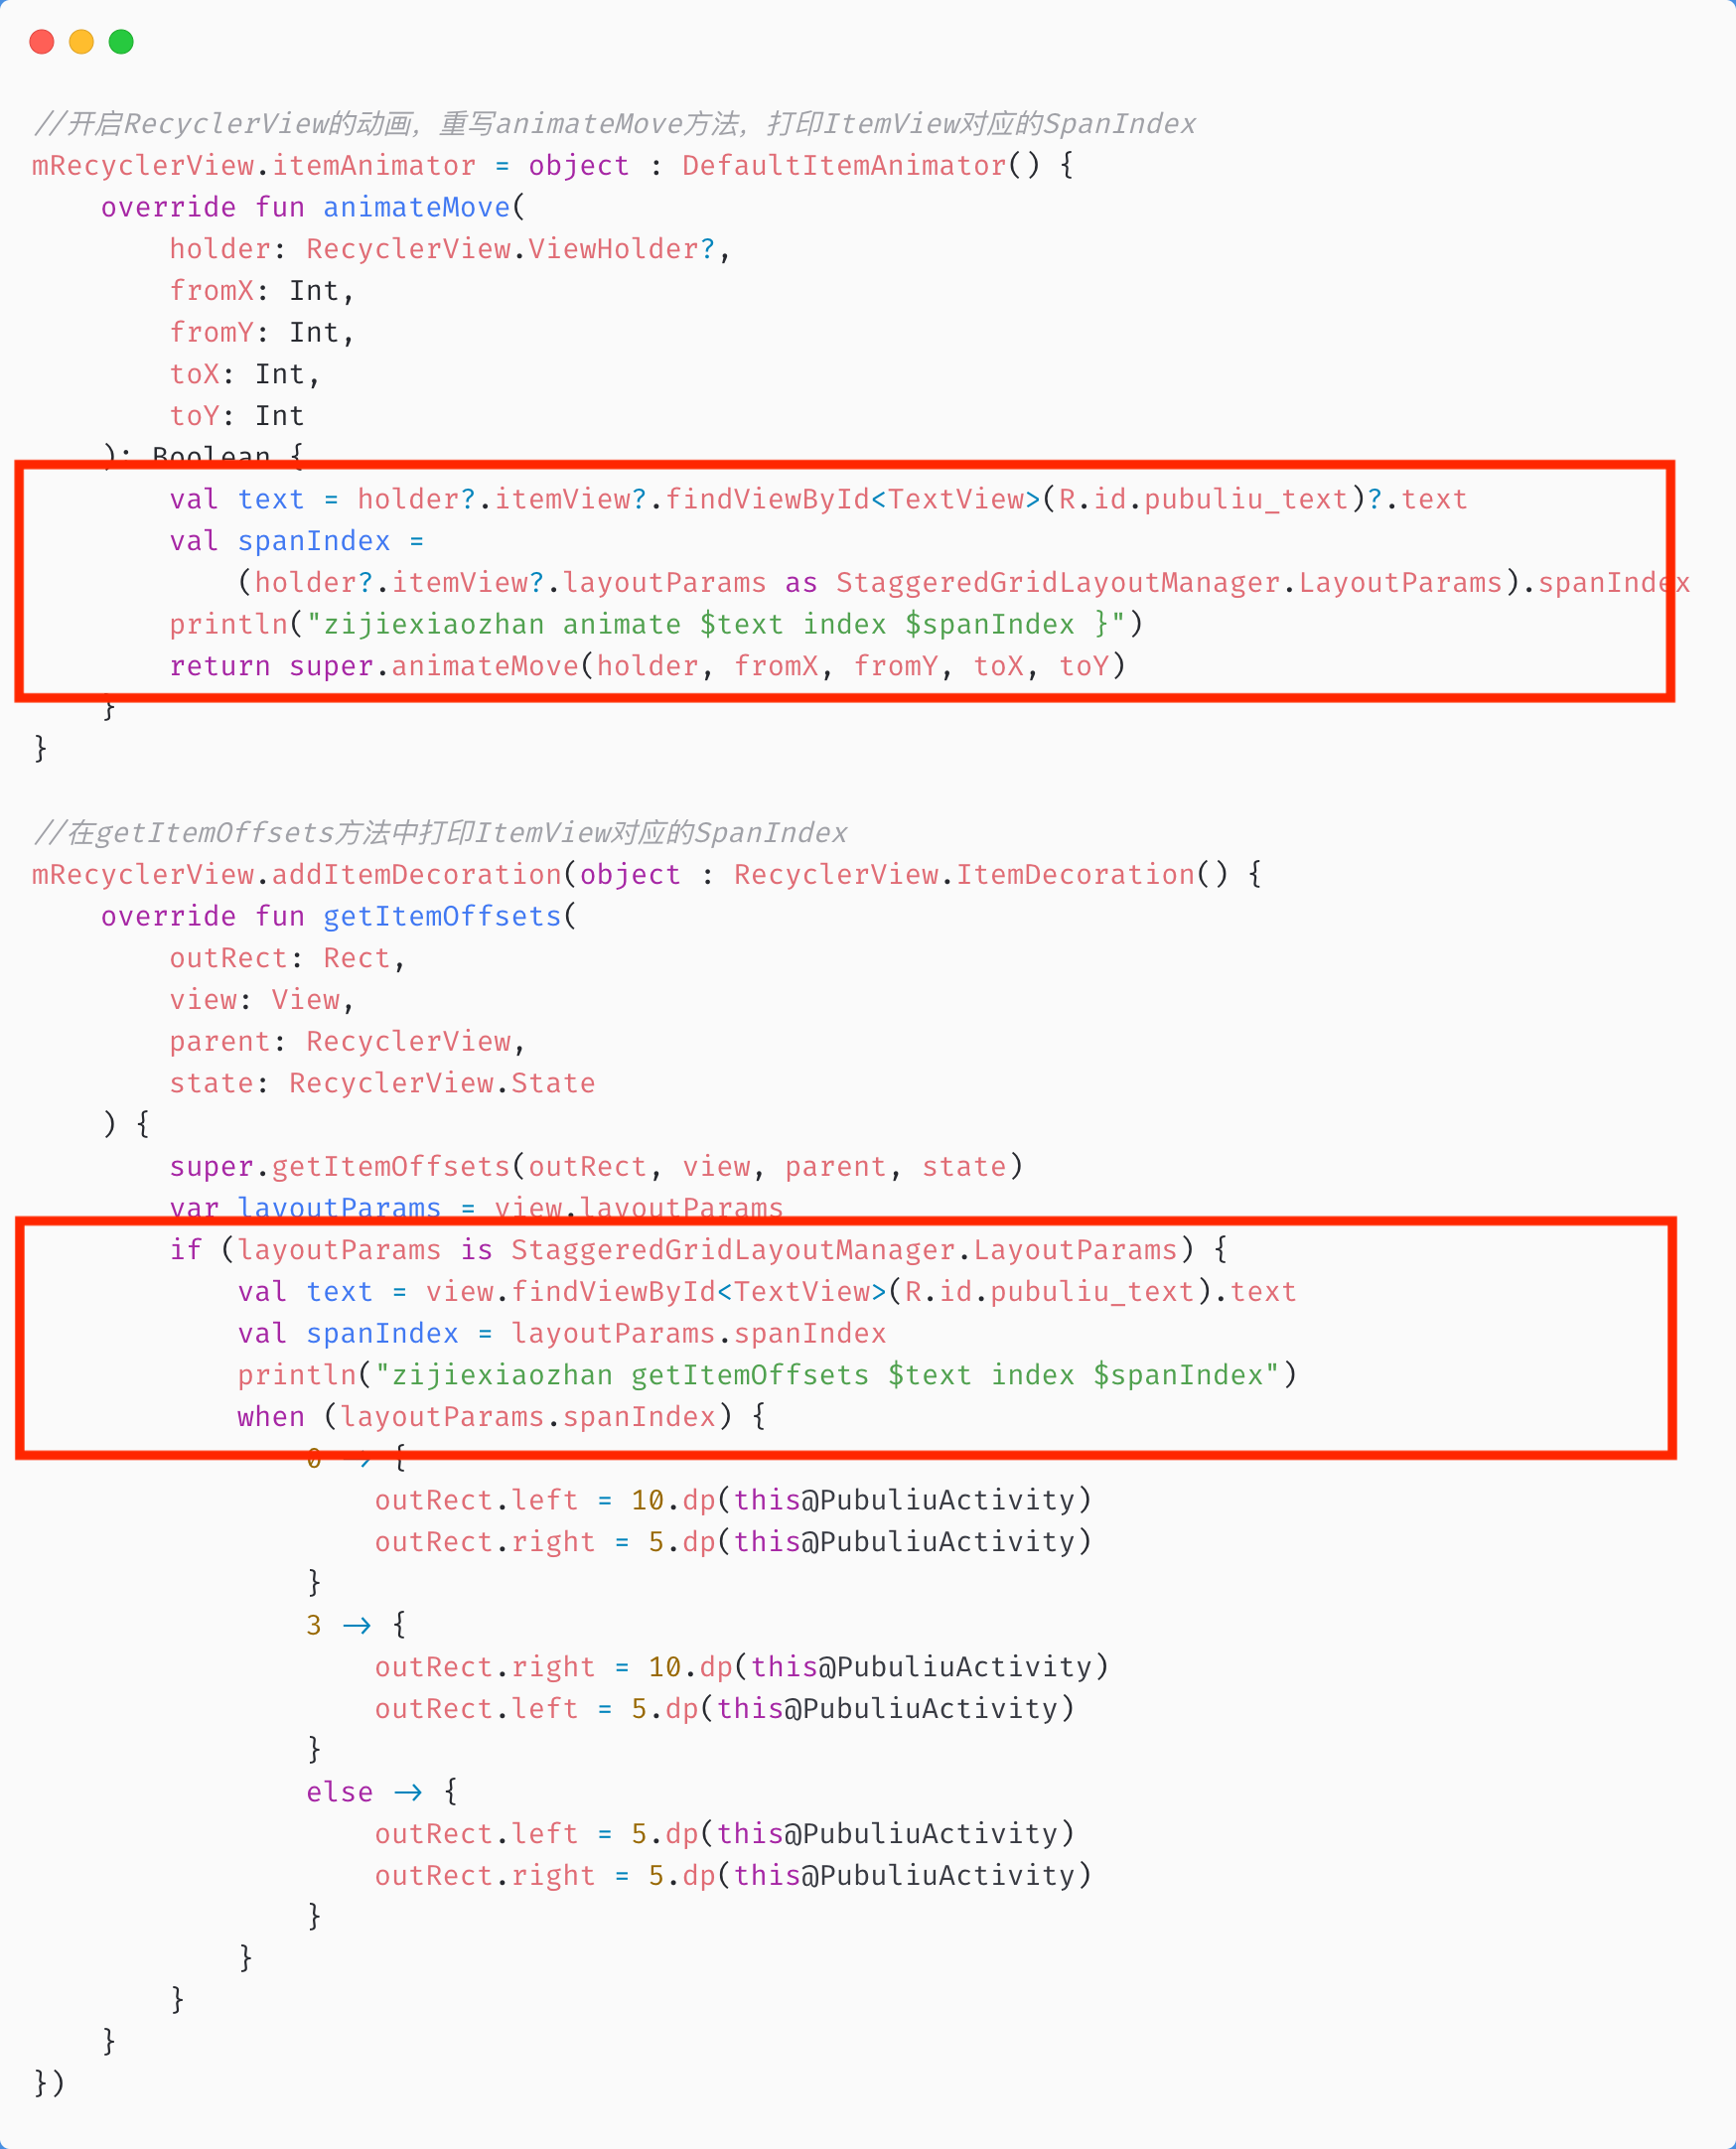 //开启RecyclerView的动画，重写animateMove方法，打印ItemView对应的SpanIndex
mRecyclerView.itemAnimator = object : DefaultItemAnimator() {
    override fun animateMove(
        holder: RecyclerView.ViewHolder?,
        fromX: Int,
        fromY: Int,
        toX: Int,
        toY: Int
    ): Boolean {
        val text = holder?.itemView?.findViewById<TextView>(R.id.pubuliu_text)?.text
        val spanIndex =
            (holder?.itemView?.layoutParams as StaggeredGridLayoutManager.LayoutParams).spanIndex
        println("zijiexiaozhan animate $text index $spanIndex }")
        return super.animateMove(holder, fromX, fromY, toX, toY)
    }
}

//在getItemOffsets方法中打印ItemView对应的SpanIndex
mRecyclerView.addItemDecoration(object : RecyclerView.ItemDecoration() {
    override fun getItemOffsets(
        outRect: Rect,
        view: View,
        parent: RecyclerView,
        state: RecyclerView.State
    ) {
        super.getItemOffsets(outRect, view, parent, state)
        var layoutParams = view.layoutParams
        if (layoutParams is StaggeredGridLayoutManager.LayoutParams) {
            val text = view.findViewById<TextView>(R.id.pubuliu_text).text
            val spanIndex = layoutParams.spanIndex
            println("zijiexiaozhan getItemOffsets $text index $spanIndex")
            when (layoutParams.spanIndex) {
                0 -> {
                    outRect.left = 10.dp(this@PubuliuActivity)
                    outRect.right = 5.dp(this@PubuliuActivity)
                }
                3 -> {
                    outRect.right = 10.dp(this@PubuliuActivity)
                    outRect.left = 5.dp(this@PubuliuActivity)
                }
                else -> {
                    outRect.left = 5.dp(this@PubuliuActivity)
                    outRect.right = 5.dp(this@PubuliuActivity)
                }
            }
        }
    }
})